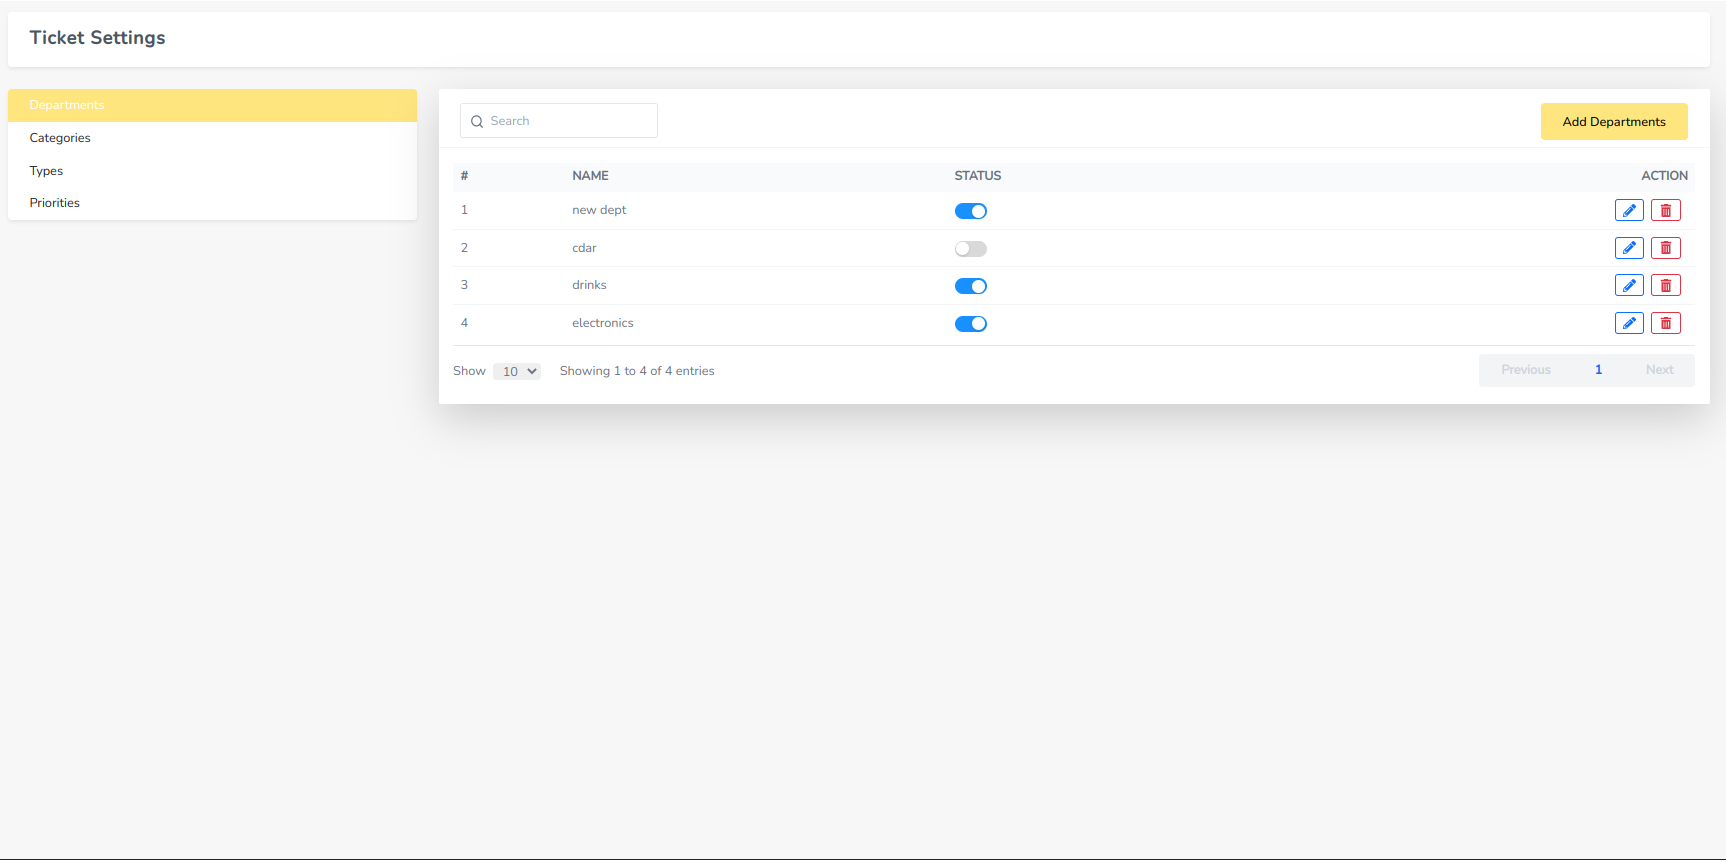 Ticket Settings
Departments
Categories
Types
Priorities
Search
Add Departments
# NAME STATUS ACTION
1 new dept
2 cdar
3 drinks
4 electronics
Show 10 Showing 1 to 4 of 4 entries
Previous 1 Next